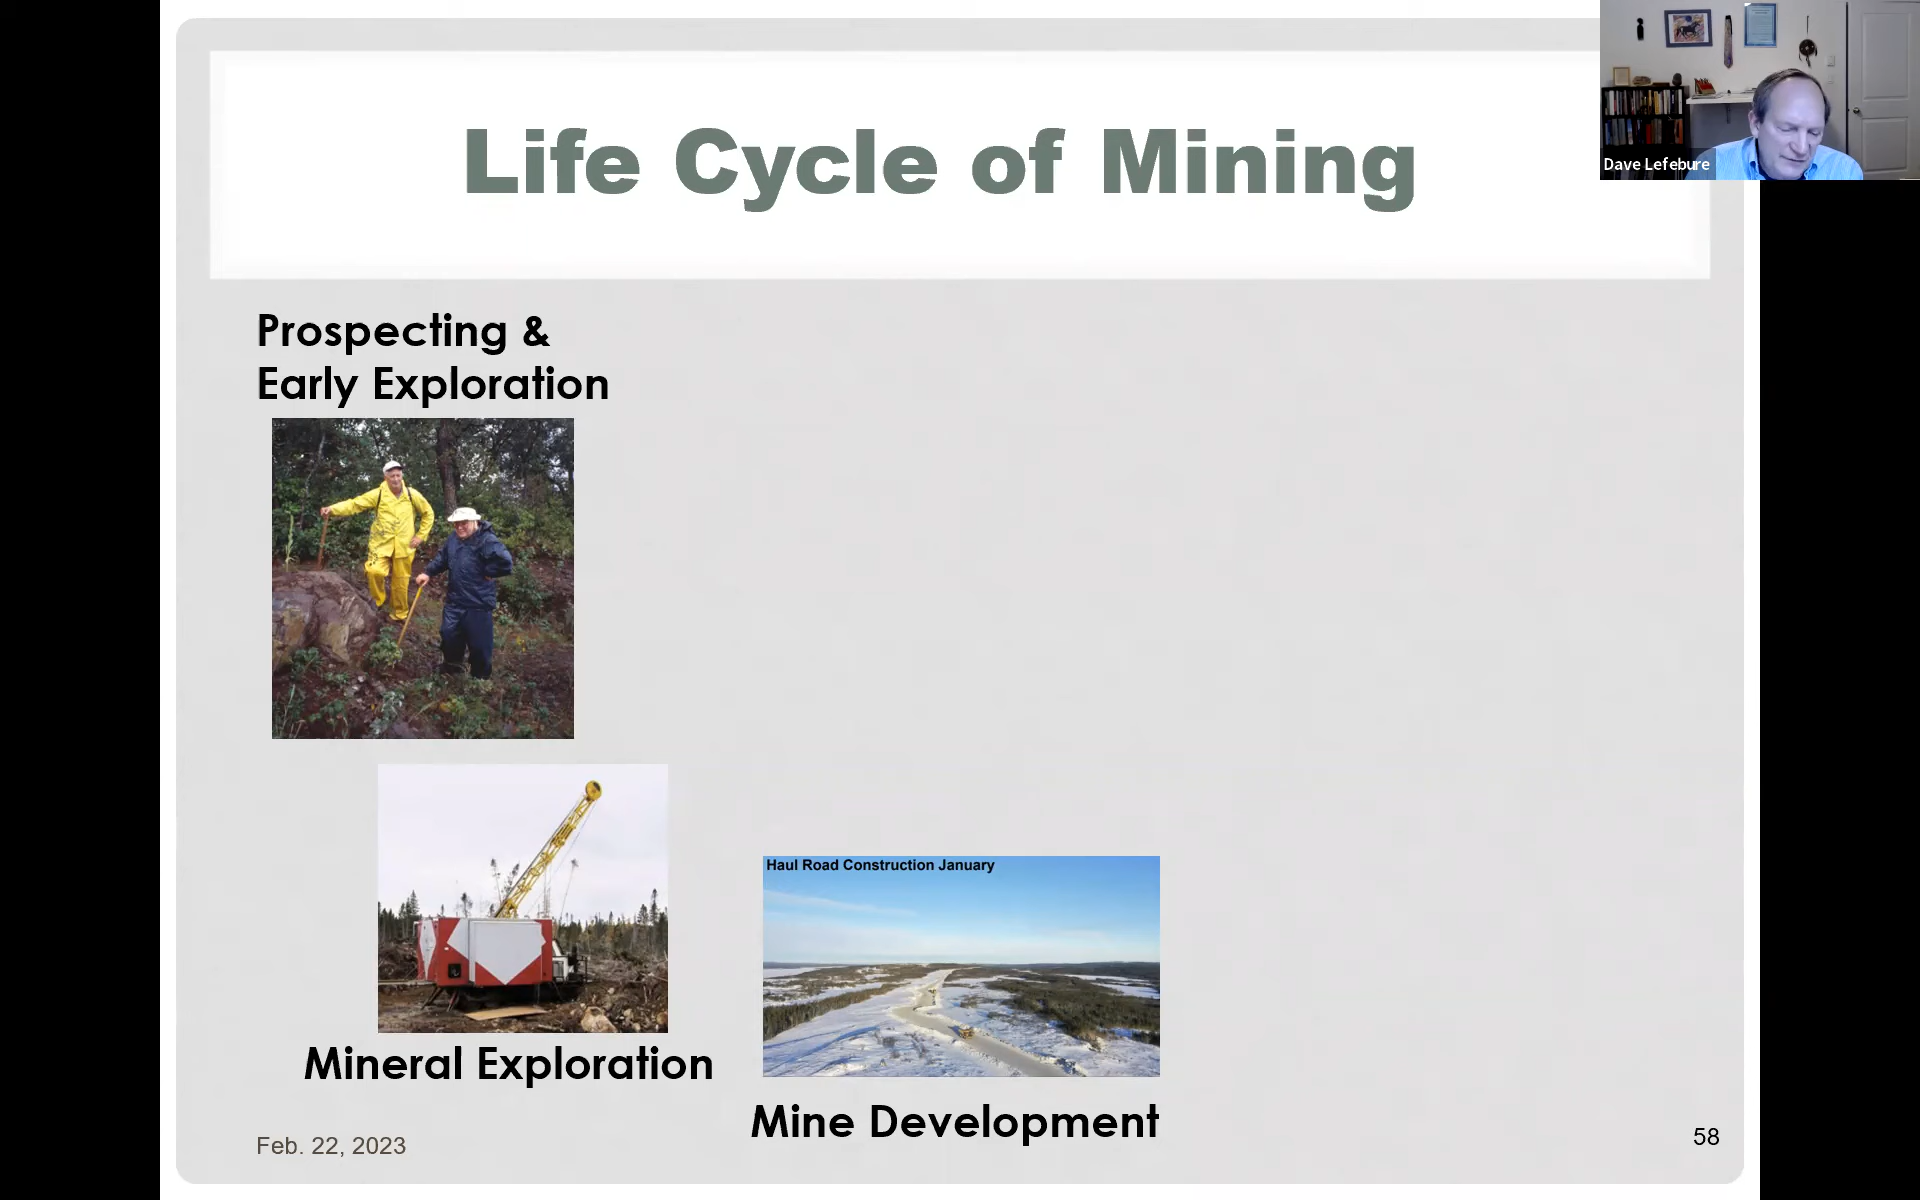 Life Cycle of Mining
Dave Lefebure
Prospecting &
Early Exploration
Haul Road Construction January
Mineral Exploration
Mine Development
Feb. 22, 2023
58